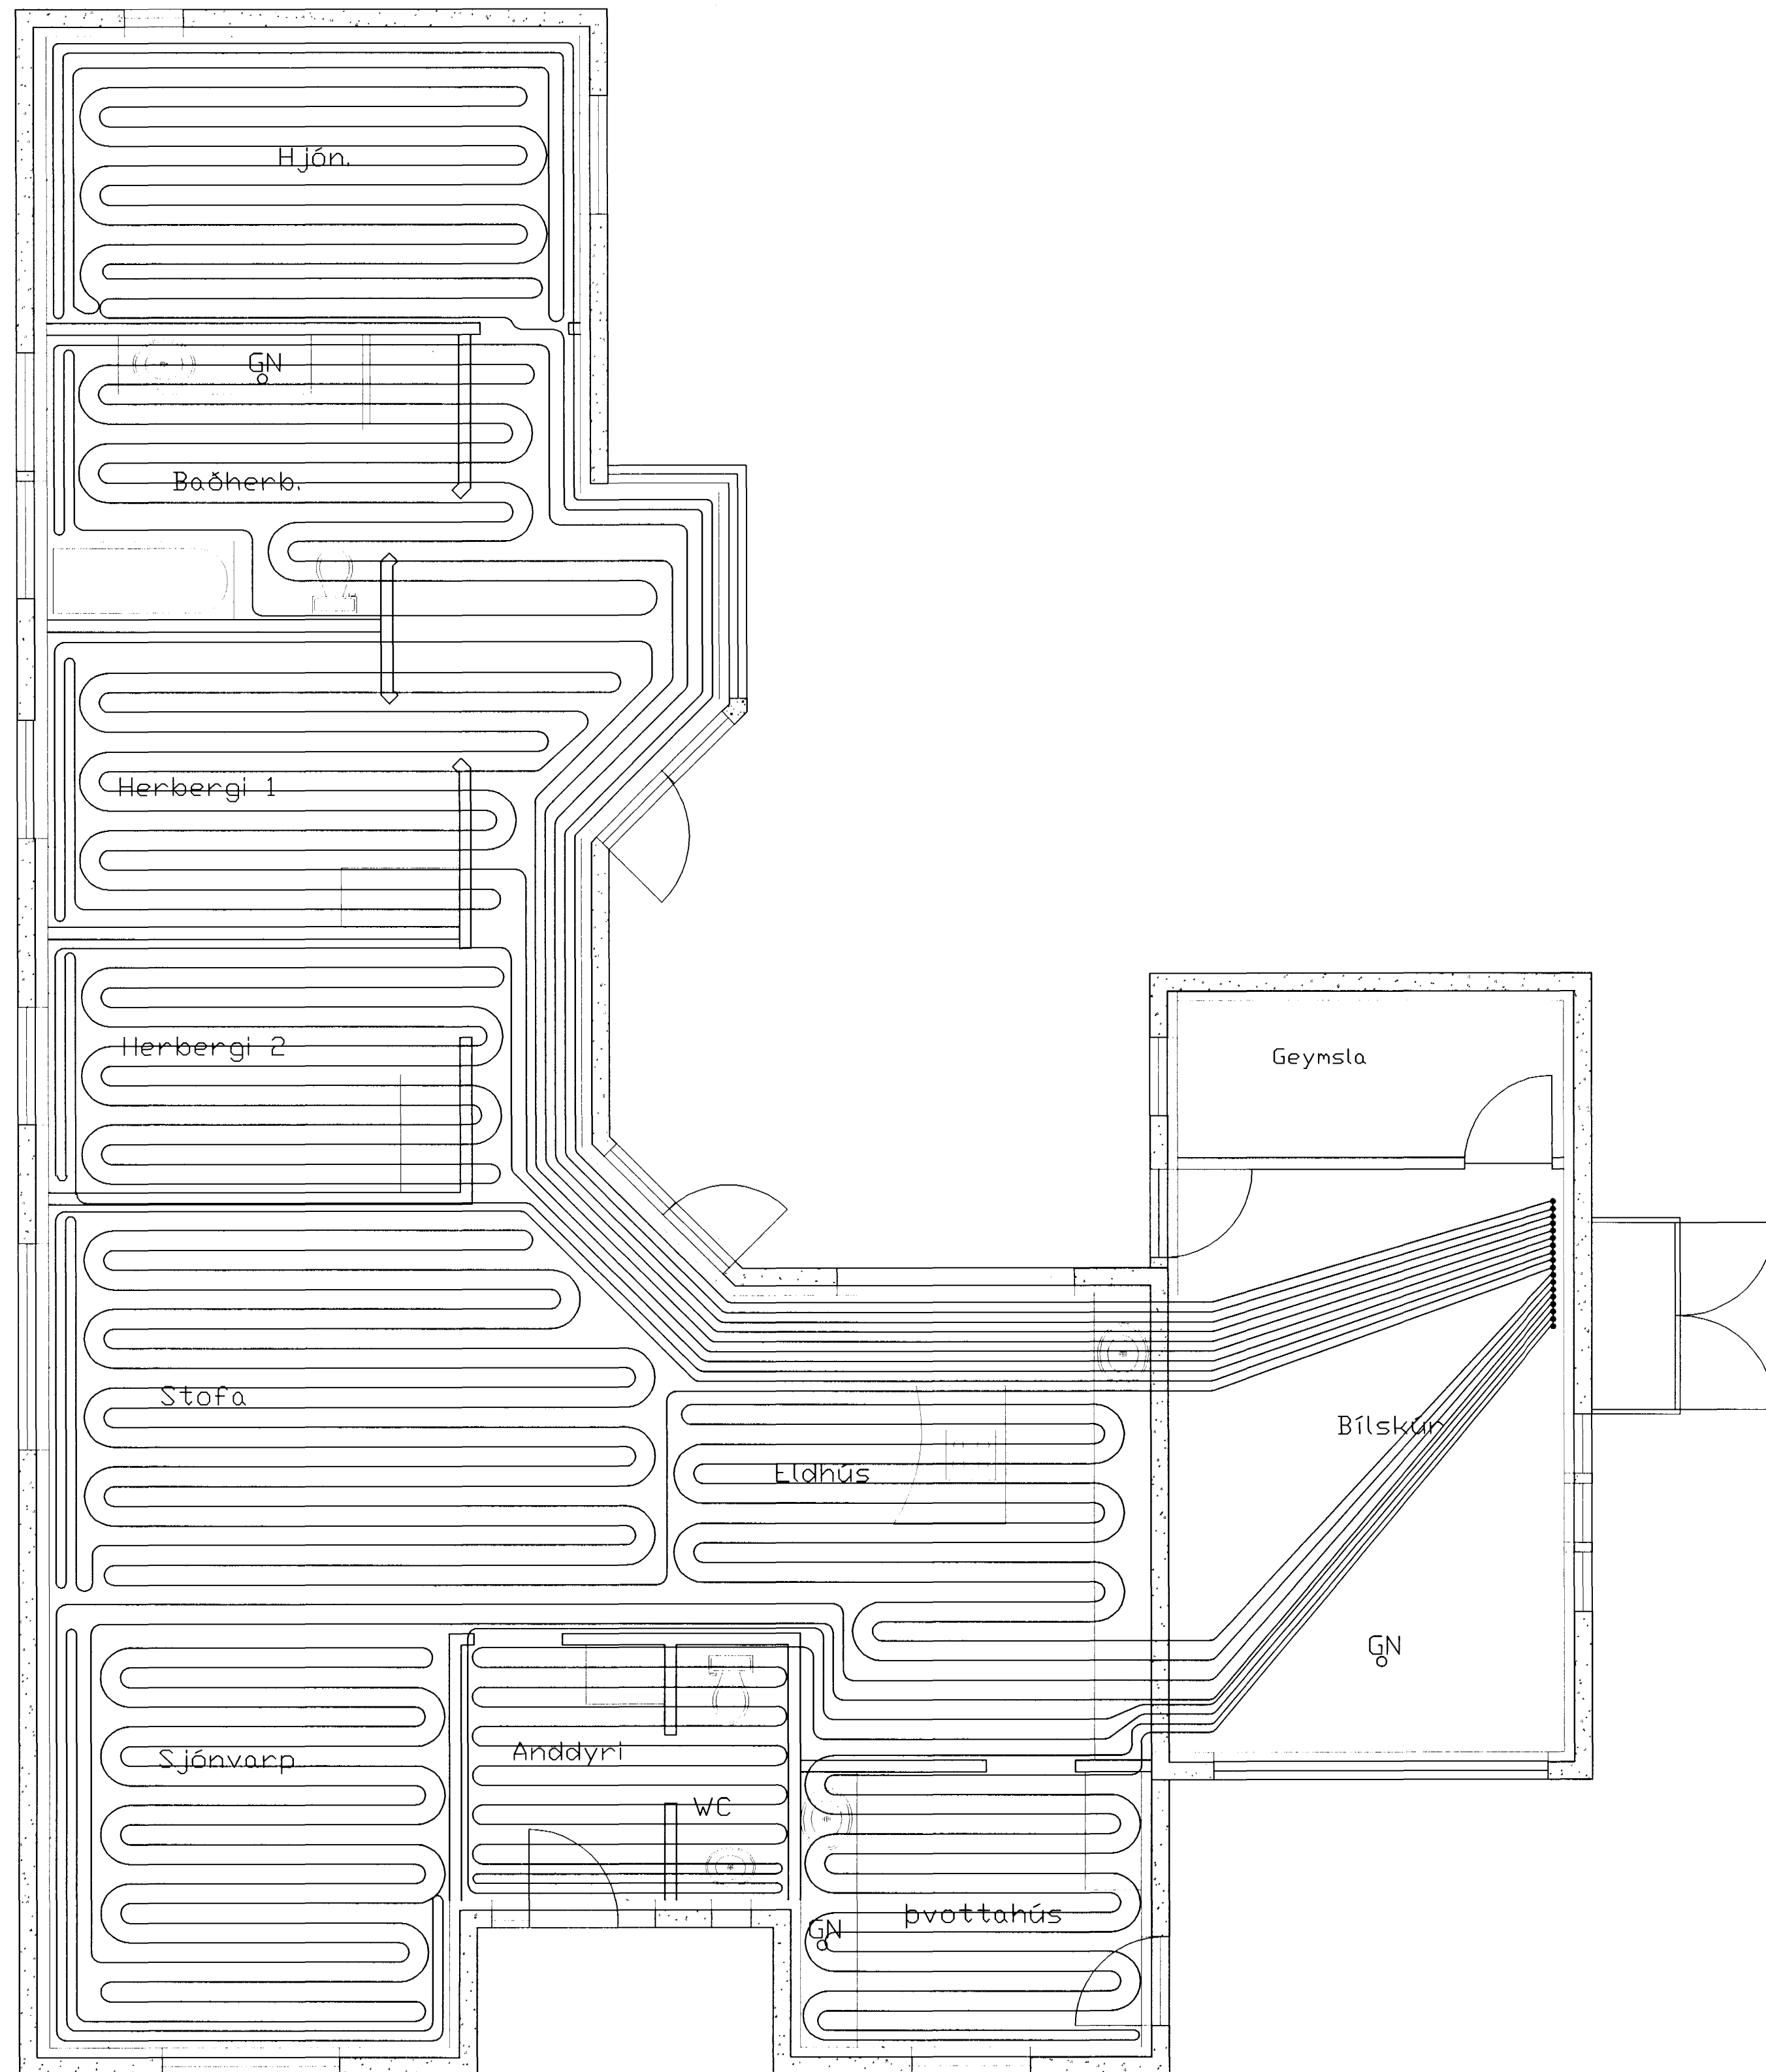 Hjón.
GN
Baðherb.
Herbergi 1
Herbergi 2
Geymsla
Stofa
Bílskúr
Eldhús
GN
Anddyri
Sjónvarp
WC
Þvottahús
GN